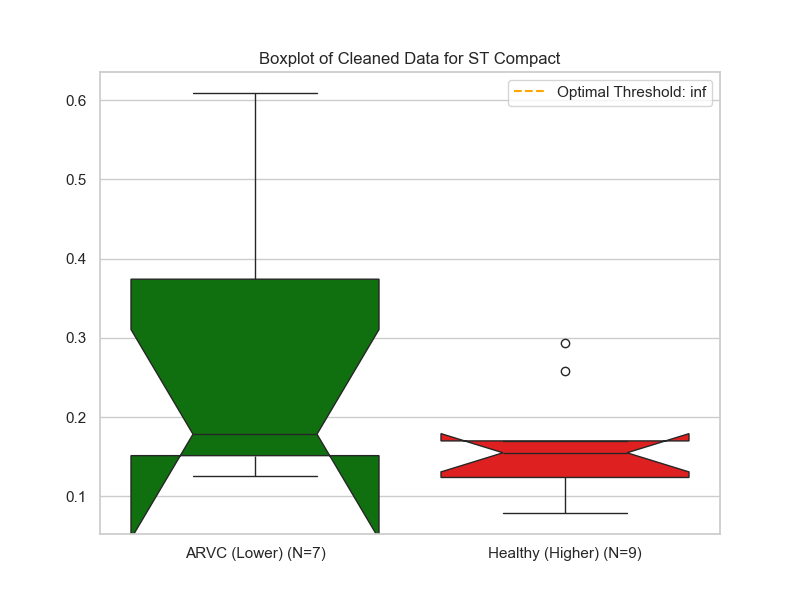 Boxplot of Cleaned Data for ST Compact
Optimal Threshold: inf
0.6
0.5
0.4
0.3
0.2
0.1
ARVC (Lower) (N=7)
Healthy (Higher) (N=9)